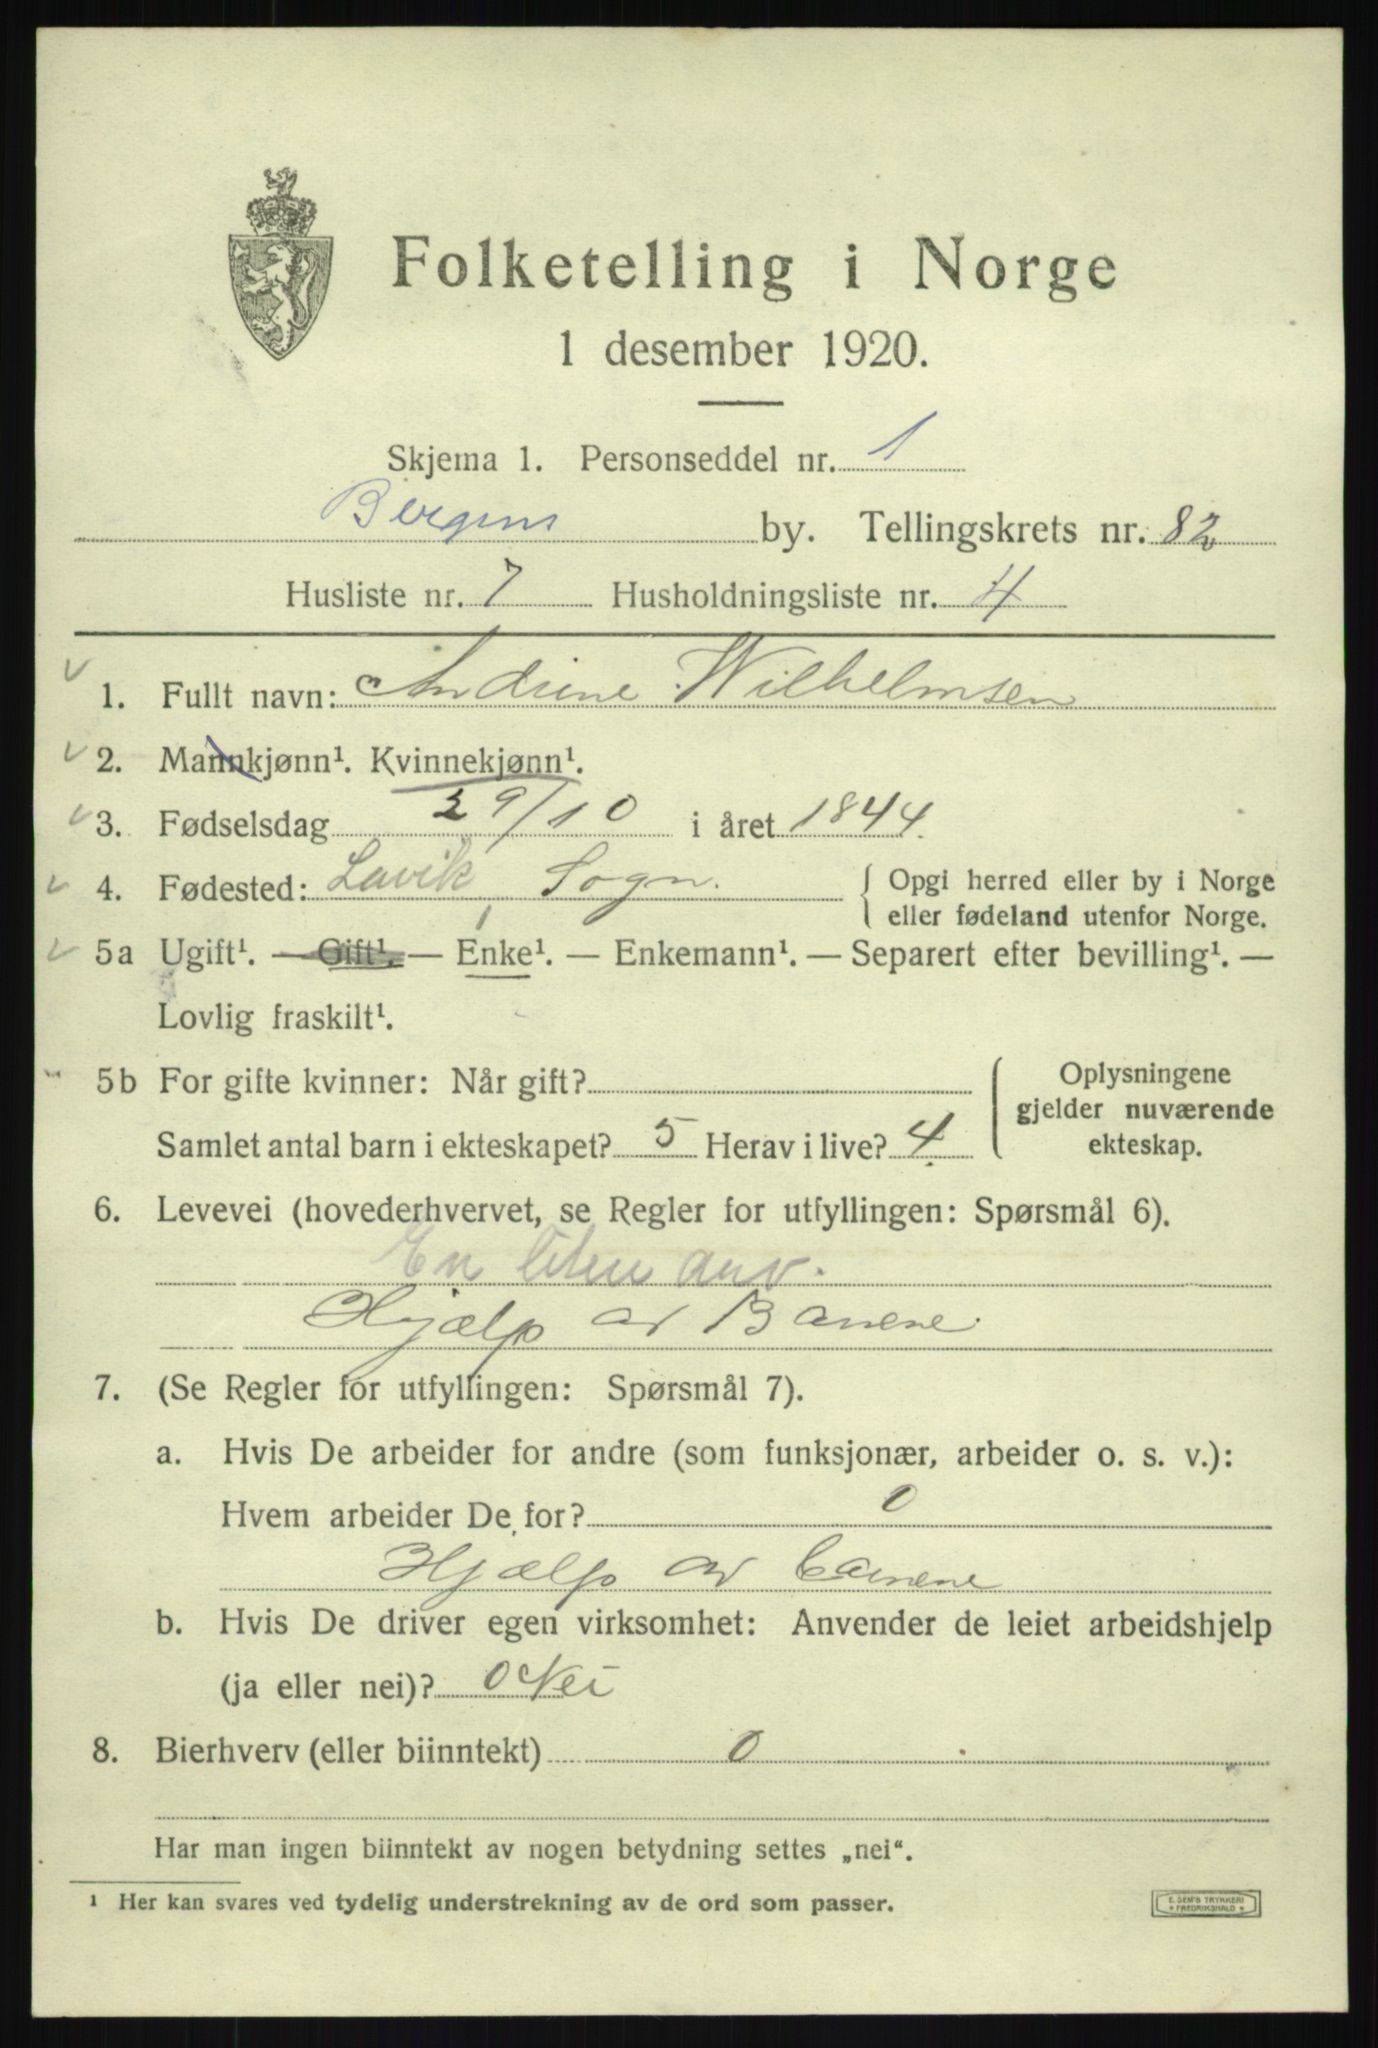 Folketelling i Norge
1 desember 1920.
Skjema 1. Personseddel nr. 1
Bergens by. Tellingskrets nr. 82
Husliste nr. 7 Husholdningsliste nr. 4
1. Fullt navn: Andrine Wilhelmsen
2. Mannkjønn¹. Kvinnekjønn¹.
3. Fødselsdag 29/10 i året 1844.
4. Fødested: Lavik, Sogn. { Opgi herred eller by i Norge
eller fødeland utenfor Norge.
5a Ugift¹. — Gift¹. — Enke¹. — Enkemann¹. — Separert efter bevilling¹. —
Lovlig fraskilt¹.
5b For gifte kvinner: Når gift? { Oplysningene
gjelder nuværende
Samlet antal barn i ekteskapet? 5 Herav i live? 4. ekteskap.
6. Levevei (hovederhvervet, se Regler for utfyllingen: Spørsmål 6).
En liten
Hjælp av Barnene.
7. (Se Regler for utfyllingen: Spørsmål 7).
a. Hvis De arbeider for andre (som funksjonær, arbeider o. s. v.):
Hvem arbeider De for? 0
Hjælp av
b. Hvis De driver egen virksomhet: Anvender de leiet arbeidshjelp
(ja eller nei)? 0 Nei
8. Bierhverv (eller biinntekt) 0
Har man ingen biinntekt av nogen betydning settes „nei“.
¹ Her kan svares ved tydelig understrekning av de ord som passer.
E. SEM'S TRYKKERI
FREDRIKSHALD